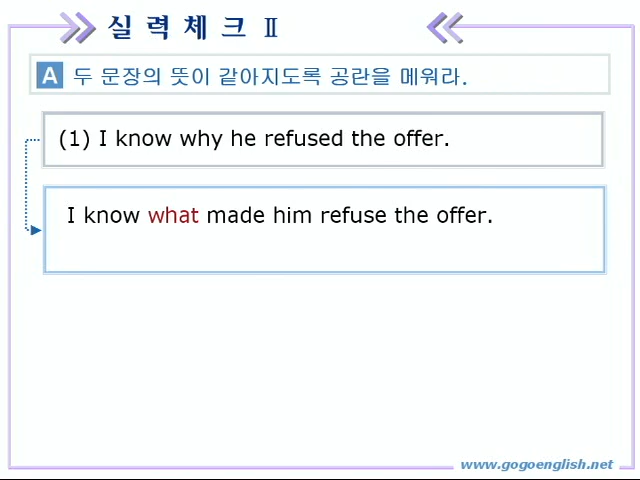 실 력 체 크 Ⅱ
A 두 문장의 뜻이 같아지도록 공란을 메워라.
(1) I know why he refused the offer.
I know what made him refuse the offer.
www.gogoenglish.net